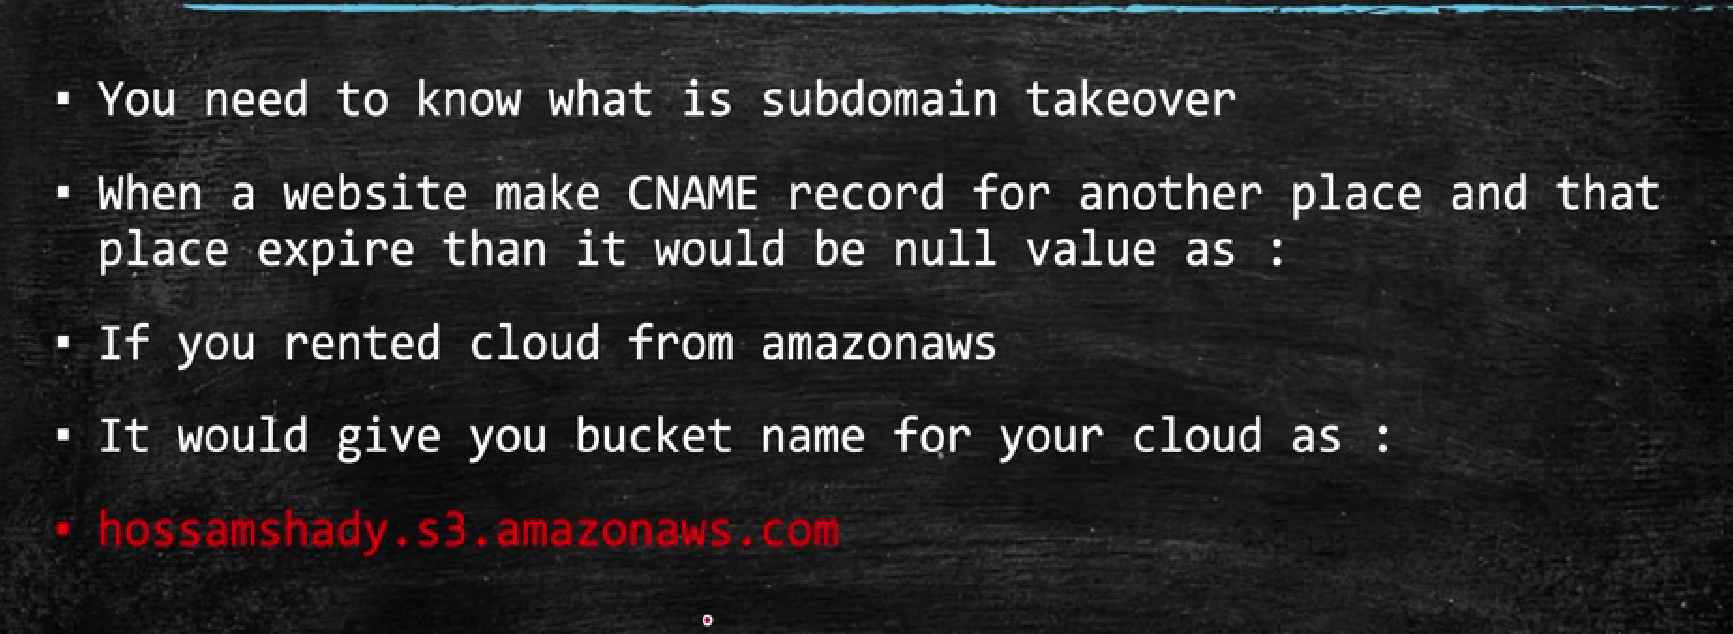 ▪ You need to know what is subdomain takeover
▪ When a website make CNAME record for another place and that
place expire than it would be null value as :
▪ If you rented cloud from amazonaws
▪ It would give you bucket name for your cloud as :
▪ hossamshady.s3.amazonaws.com